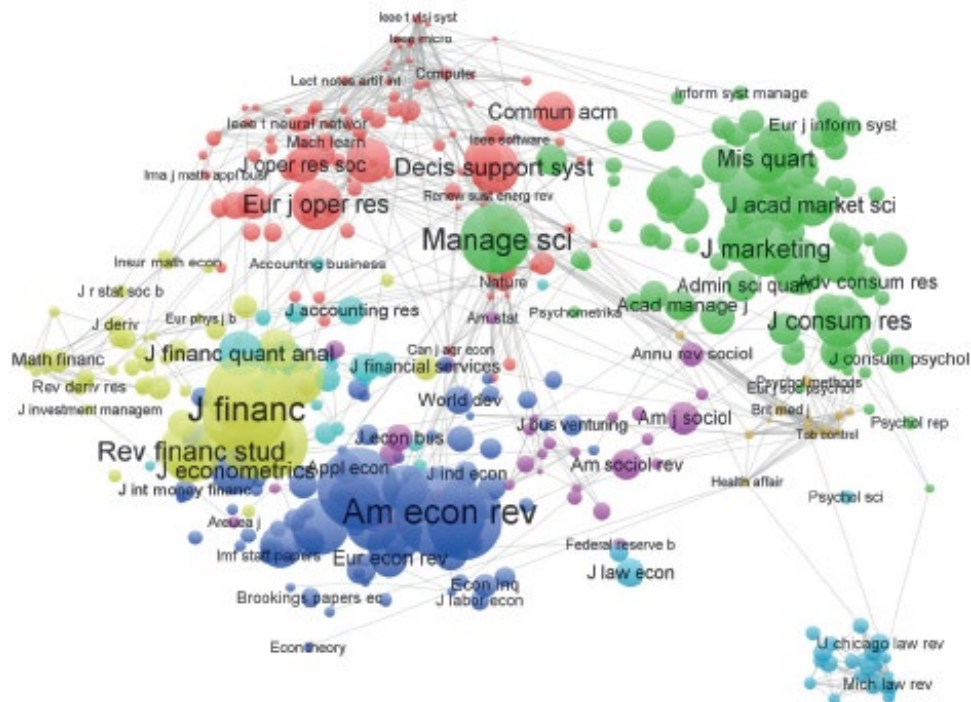 Ieee micro
Lect notes artif int
Computer
Inform syst manage
Commun acm
Ieee t neural networ
Eur j inform syst
Mach learn
Ieee software
J oper res soc
Decis support syst
Mis quart
Ima j math appl busi
Renew sust energ rev
Eur j oper res
J acad market sci
Manage sci
J marketing
Insur math econ
Accounting business
Nature
Admin sci quart
Adv consum res
J r stat soc b
J accounting res
Acad manage j
Eur phys j b
Am stat
Psychometrika
J consum res
J deriv
Math financ
J financ quant anal
Can j agr econ
Annu rev sociol
J consum psychol
J financial services
Rev deriv res
Psychol methods
Eur j soc psychol
J investment managem
J financ
World dev
Brit med j
Am j sociol
Psychol rep
J bus venturing
Tob control
Rev financ stud
J econ bus
J econometrics
Appl econ
J ind econ
Am sociol rev
J int money financ
Health affair
Psychol sci
Am econ rev
Areuea j
Federal reserve b
Imf staff papers
Eur econ rev
J law econ
Econ inq
Brookings papers ec
J labor econ
Econ theory
U chicago law rev
Mich law rev